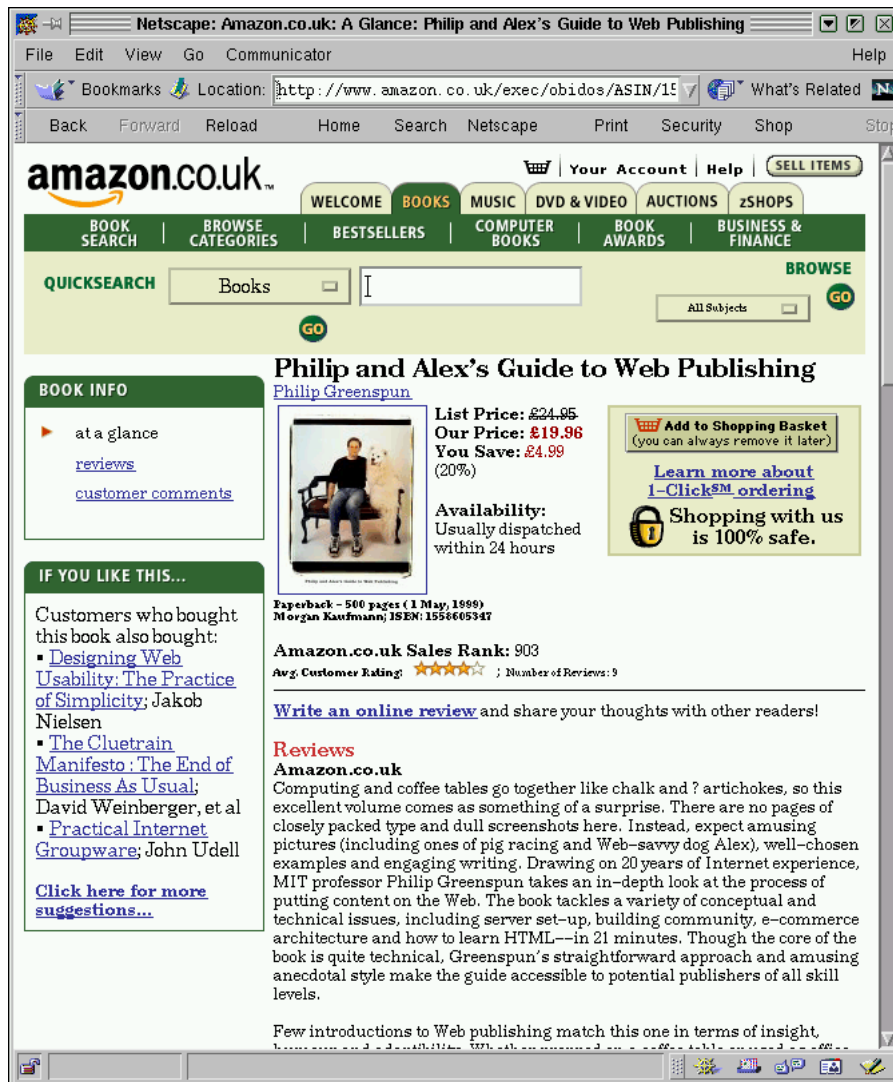 Netscape: Amazon.co.uk: A Glance: Philip and Alex's Guide to Web Publishing
File Edit View Go Communicator Help
Bookmarks Location: http://www.amazon.co.uk/exec/obidos/ASIN/15 What's Related N
Back Forward Reload Home Search Netscape Print Security Shop Stop
amazon.co.uk™
Your Account | Help | SELL ITEMS
WELCOME BOOKS MUSIC DVD & VIDEO AUCTIONS zSHOPS
BOOK SEARCH | BROWSE CATEGORIES | BESTSELLERS | COMPUTER BOOKS | BOOK AWARDS | BUSINESS & FINANCE
QUICKSEARCH Books GO
BROWSE
All Subjects GO
BOOK INFO
at a glance
reviews
customer comments
IF YOU LIKE THIS...
Customers who bought
this book also bought:
▪ Designing Web
Usability: The Practice
of Simplicity; Jakob
Nielsen
▪ The Cluetrain
Manifesto : The End of
Business As Usual;
David Weinberger, et al
▪ Practical Internet
Groupware; John Udell
Click here for more
suggestions...
Philip and Alex's Guide to Web Publishing
Philip Greenspun
Philip and Alex's Guide to Web Publishing
List Price: £24.95
Our Price: £19.96
You Save: £4.99
(20%)
Availability:
Usually dispatched
within 24 hours
Add to Shopping Basket
(you can always remove it later)
Learn more about
1-Click℠ ordering
Shopping with us
is 100% safe.
Paperback - 500 pages ( 1 May, 1999)
Morgan Kaufmann; ISBN: 1558605347
Amazon.co.uk Sales Rank: 903
Avg. Customer Rating: ; Number of Reviews: 9
Write an online review and share your thoughts with other readers!
Reviews
Amazon.co.uk
Computing and coffee tables go together like chalk and ? artichokes, so this
excellent volume comes as something of a surprise. There are no pages of
closely packed type and dull screenshots here. Instead, expect amusing
pictures (including ones of pig racing and Web-savvy dog Alex), well-chosen
examples and engaging writing. Drawing on 20 years of Internet experience,
MIT professor Philip Greenspun takes an in-depth look at the process of
putting content on the Web. The book tackles a variety of conceptual and
technical issues, including server set-up, building community, e-commerce
architecture and how to learn HTML--in 21 minutes. Though the core of the
book is quite technical, Greenspun's straightforward approach and amusing
anecdotal style make the guide accessible to potential publishers of all skill
levels.
Few introductions to Web publishing match this one in terms of insight,